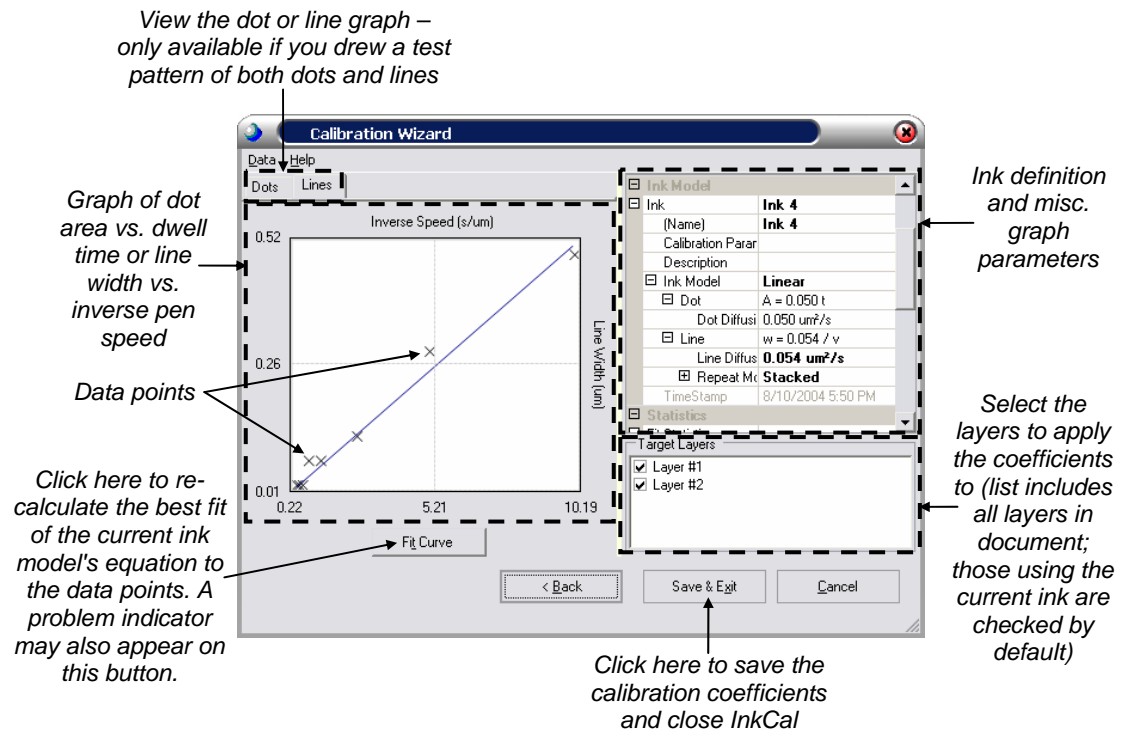 View the dot or line graph –
only available if you drew a test
pattern of both dots and lines
Calibration Wizard
Data Help
Dots Lines
Graph of dot
area vs. dwell
time or line
width vs.
inverse pen
speed
Inverse Speed (s/um)
0.52
0.26
0.01
0.22 5.21 10.19
Line Width (um)
Data points
Click here to re-
calculate the best fit
of the current ink
model's equation to
the data points. A
problem indicator
may also appear on
this button.
Fit Curve
Ink Model
Ink Ink 4
(Name) Ink 4
Calibration Parar
Description
Ink Model Linear
Dot A = 0.050 t
Dot Diffusi 0.050 um²/s
Line w = 0.054 / v
Line Diffus 0.054 um²/s
Repeat Mc Stacked
TimeStamp 8/10/2004 5:50 PM
Statistics
Ink definition
and misc.
graph
parameters
Target Layers
Layer #1
Layer #2
Select the
layers to apply
the coefficients
to (list includes
all layers in
document;
those using the
current ink are
checked by
default)
< Back Save & Exit Cancel
Click here to save the
calibration coefficients
and close InkCal